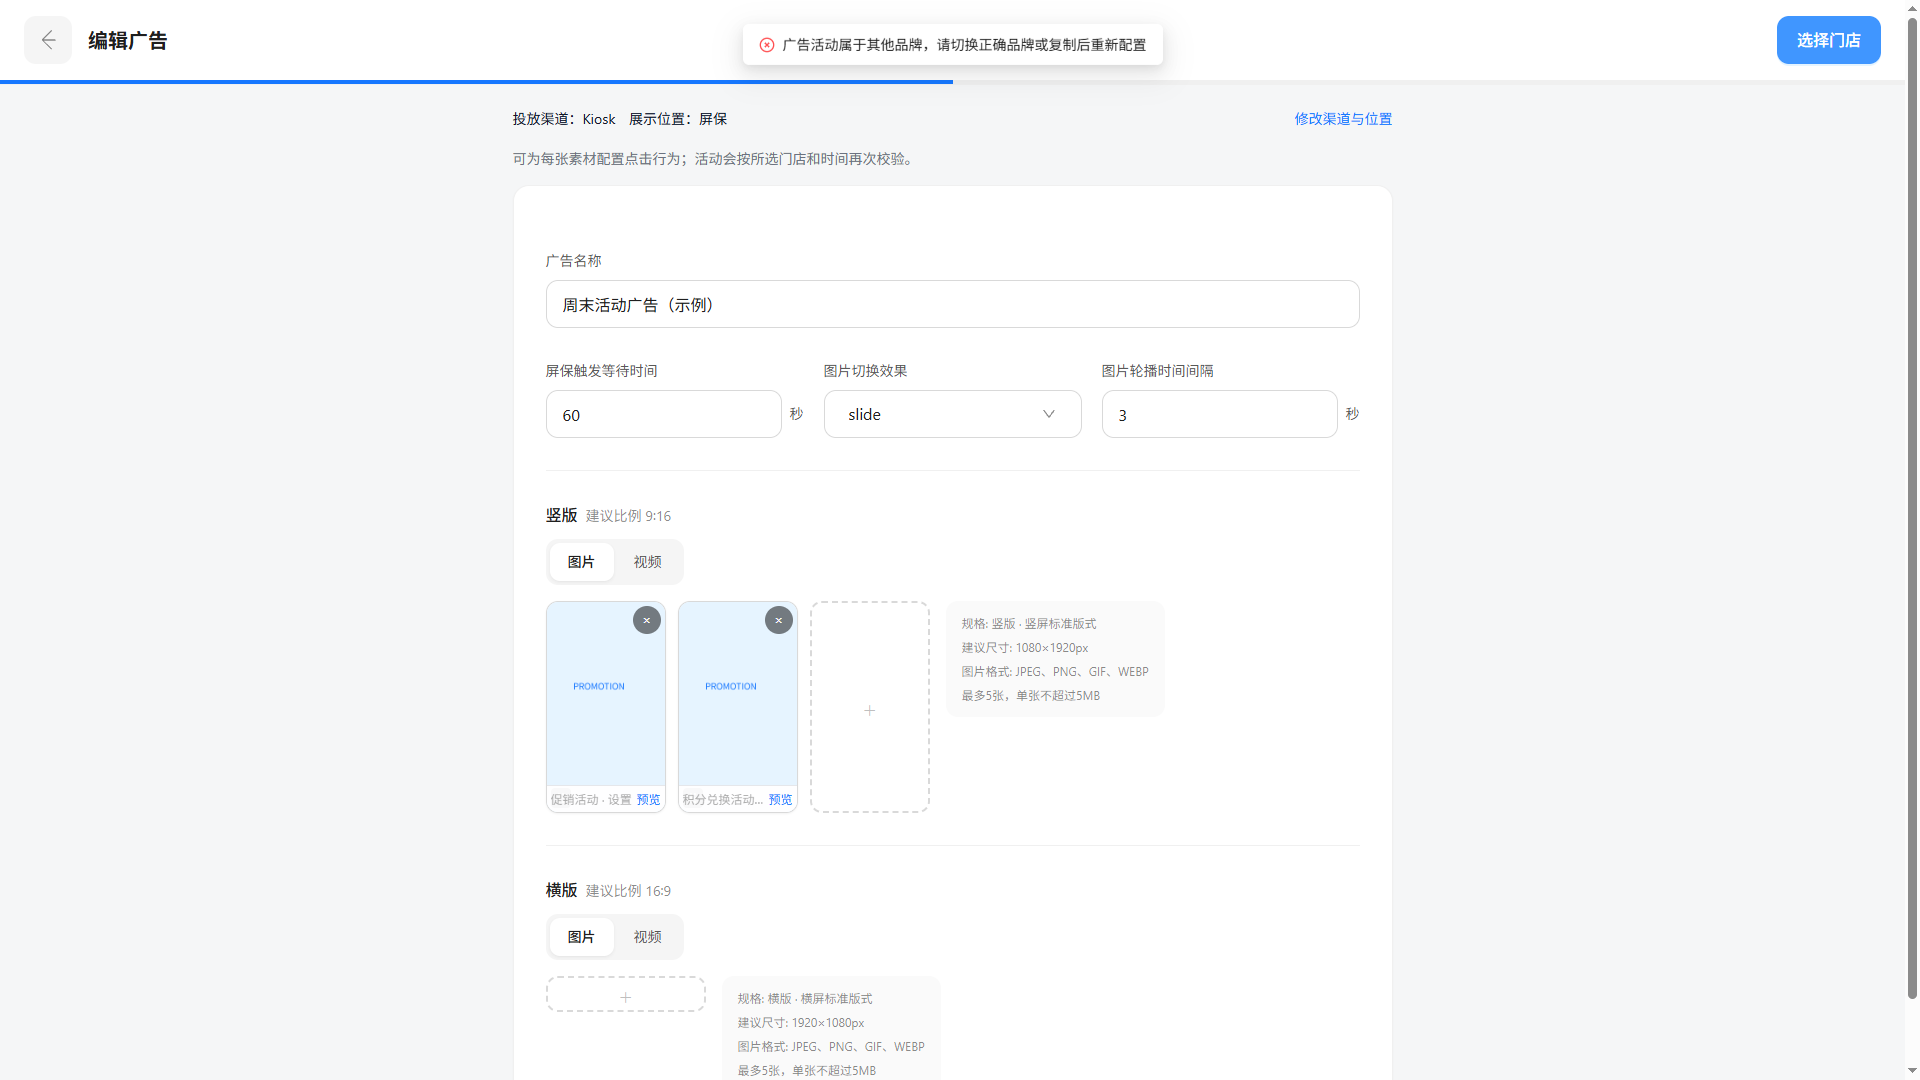 编辑广告
广告活动属于其他品牌，请切换正确品牌或复制后重新配置
选择门店
投放渠道：Kiosk 展示位置：屏保
修改渠道与位置
可为每张素材配置点击行为；活动会按所选门店和时间再次校验。
广告名称
周末活动广告（示例）
屏保触发等待时间
图片切换效果
图片轮播时间间隔
60
秒
slide
3
秒
竖版 建议比例 9:16
图片
视频
PROMOTION
PROMOTION
促销活动 · 设置 预览
积分兑换活动... 预览
规格: 竖版 · 竖屏标准版式
建议尺寸: 1080×1920px
图片格式: JPEG、PNG、GIF、WEBP
最多5张，单张不超过5MB
横版 建议比例 16:9
图片
视频
规格: 横版 · 横屏标准版式
建议尺寸: 1920×1080px
图片格式: JPEG、PNG、GIF、WEBP
最多5张，单张不超过5MB